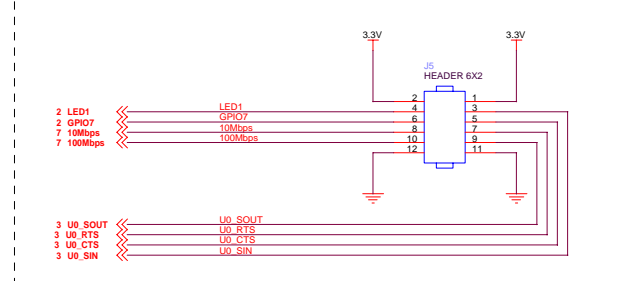 3.3V 3.3V
J5
HEADER 6X2
2 1
2 LED1 LED1 4 3
2 GPIO7 GPIO7 6 5
7 10Mbps 10Mbps 8 7
7 100Mbps 100Mbps 10 9
12 11
3 U0_SOUT U0_SOUT
3 U0_RTS U0_RTS
3 U0_CTS U0_CTS
3 U0_SIN U0_SIN